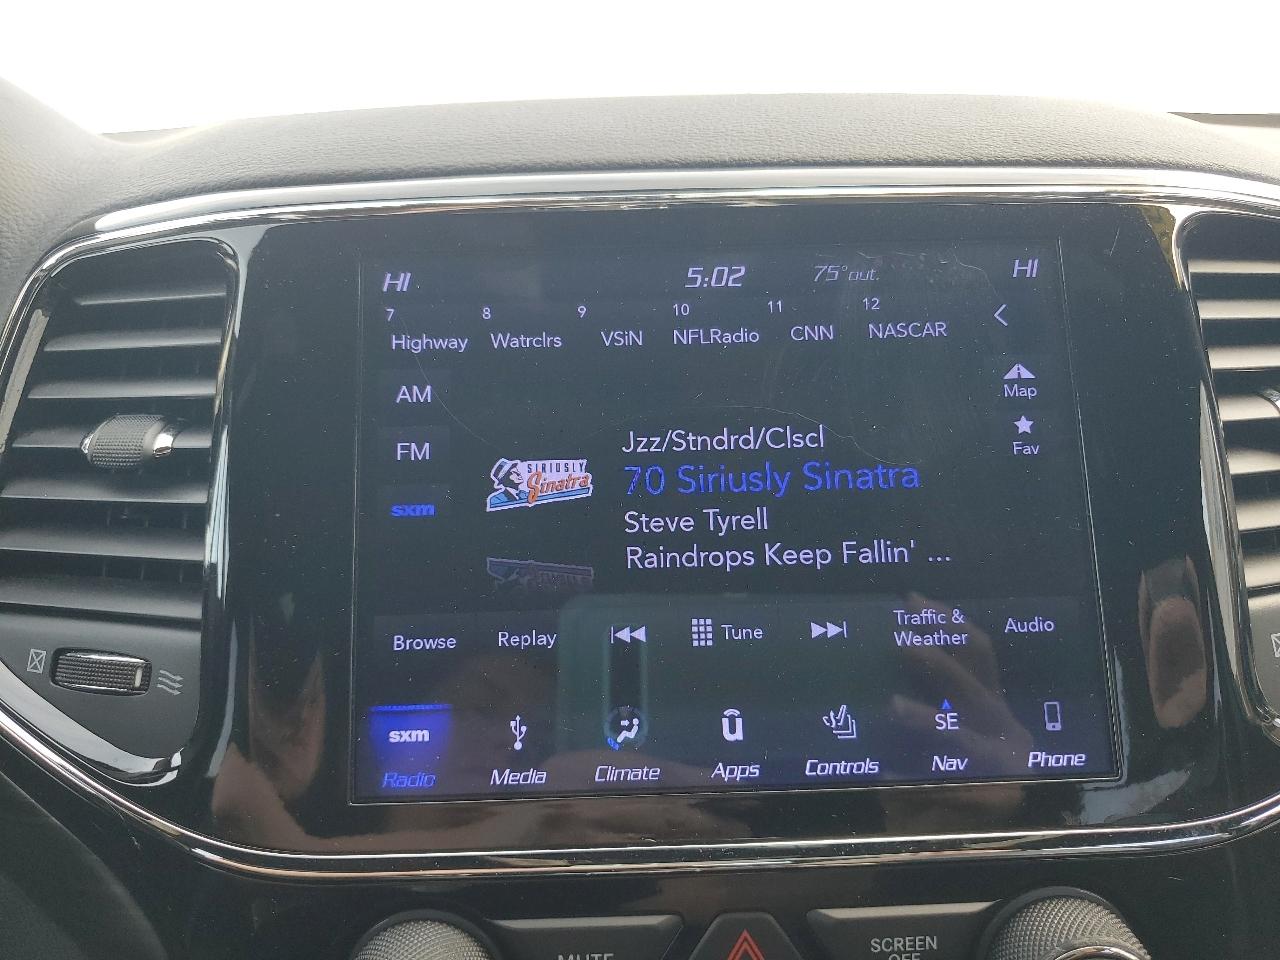 HI 5:02 75° out. HI
7 8 9 10 11 12
Highway Watrclrs VSiN NFLRadio CNN NASCAR
AM
Map
FM
Fav
sxm
SIRIUSLY
Sinatra
Jzz/Stndrd/Clscl
70 Siriusly Sinatra
Steve Tyrell
Raindrops Keep Fallin' ...
Browse Replay Tune Traffic & Weather Audio
sxm u SE
Radio Media Climate Apps Controls Nav Phone
MUTE
SCREEN
OFF